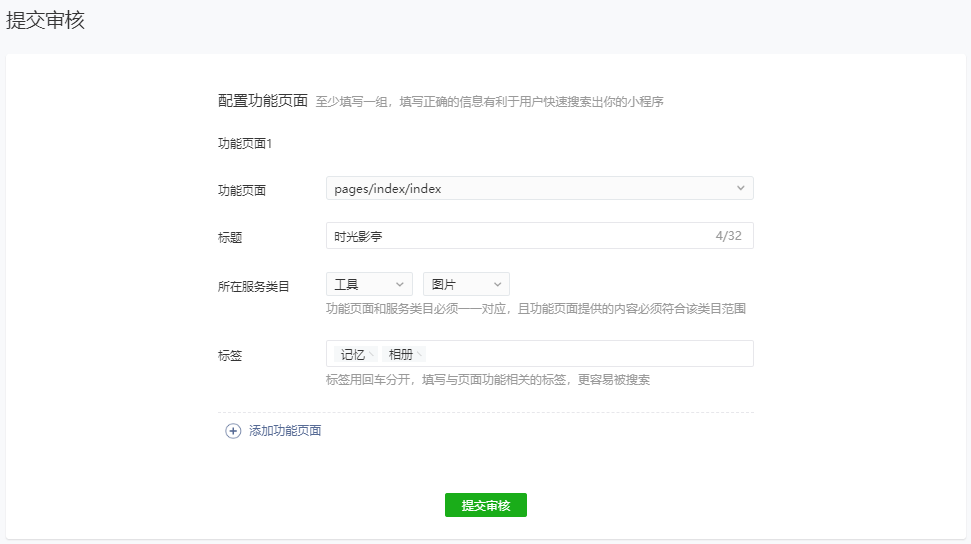 提交审核
配置功能页面 至少填写一组，填写正确的信息有利于用户快速搜索出你的小程序
功能页面1
功能页面 pages/index/index
标题 时光影亭 4/32
所在服务类目 工具 图片
功能页面和服务类目必须一一对应，且功能页面提供的内容必须符合该类目范围
标签 记忆 相册
标签用回车分开，填写与页面功能相关的标签，更容易被搜索
添加功能页面
提交审核